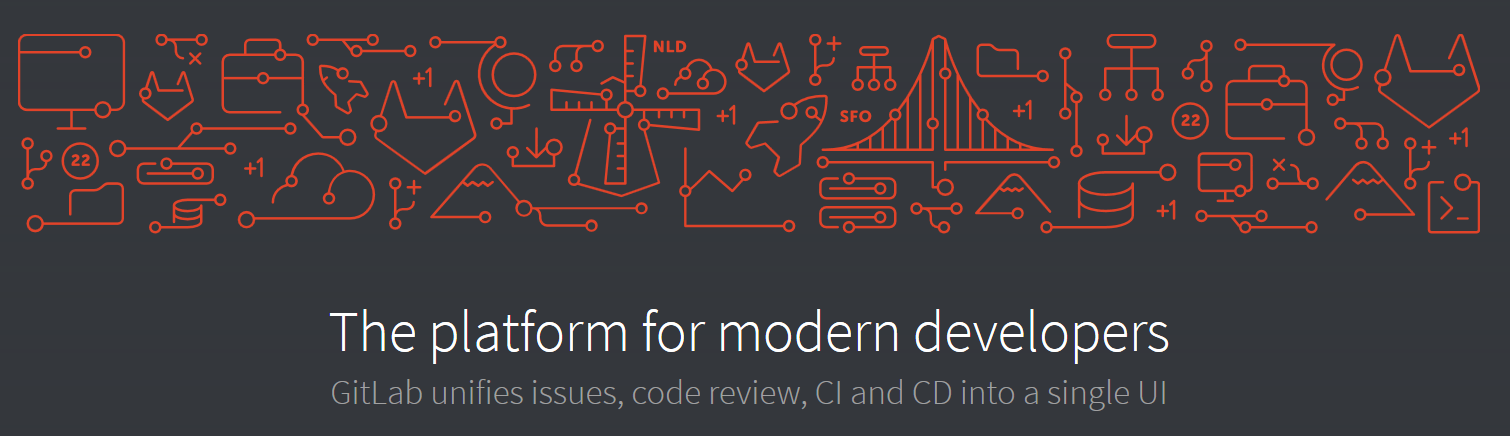 NLD
+1
+1
SFO
+1
22
22
+1
+1
+1
The platform for modern developers
GitLab unifies issues, code review, CI and CD into a single UI